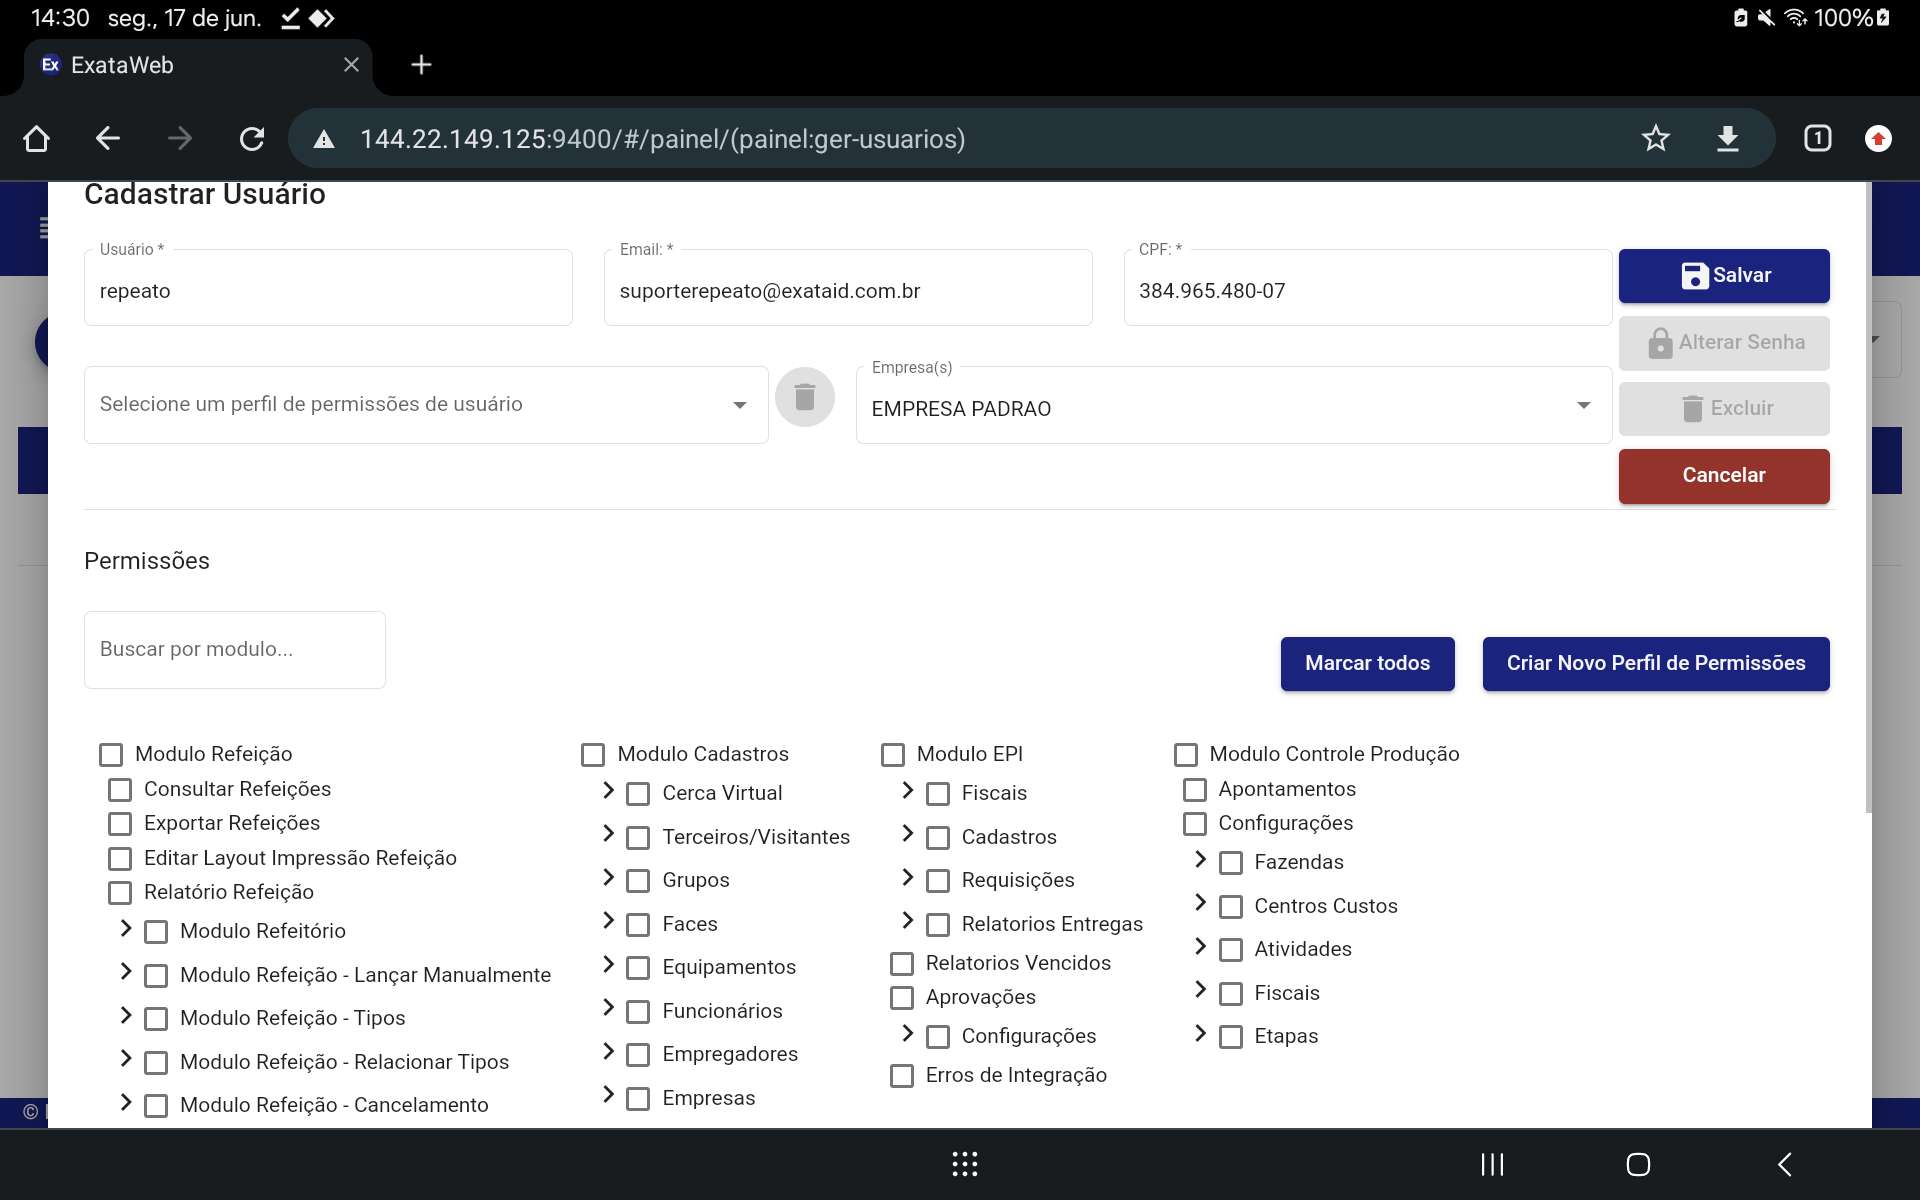 14:30 seg., 17 de jun. 100%
Ex ExataWeb
144.22.149.125:9400/#/painel/(painel:ger-usuarios) 1
Cadastrar Usuário
Usuário * Email: * CPF: *
repeato suporterepeato@exataid.com.br 384.965.480-07 Salvar
Alterar Senha
Empresa(s)
Selecione um perfil de permissões de usuário EMPRESA PADRAO Excluir
Cancelar
Permissões
Buscar por modulo... Marcar todos Criar Novo Perfil de Permissões
Modulo Refeição
Consultar Refeições
Exportar Refeições
Editar Layout Impressão Refeição
Relatório Refeição
Modulo Refeitório
Modulo Refeição - Lançar Manualmente
Modulo Refeição - Tipos
Modulo Refeição - Relacionar Tipos
Modulo Refeição - Cancelamento
Modulo Cadastros
Cerca Virtual
Terceiros/Visitantes
Grupos
Faces
Equipamentos
Funcionários
Empregadores
Empresas
Modulo EPI
Fiscais
Cadastros
Requisições
Relatorios Entregas
Relatorios Vencidos
Aprovações
Configurações
Erros de Integração
Modulo Controle Produção
Apontamentos
Configurações
Fazendas
Centros Custos
Atividades
Fiscais
Etapas
©